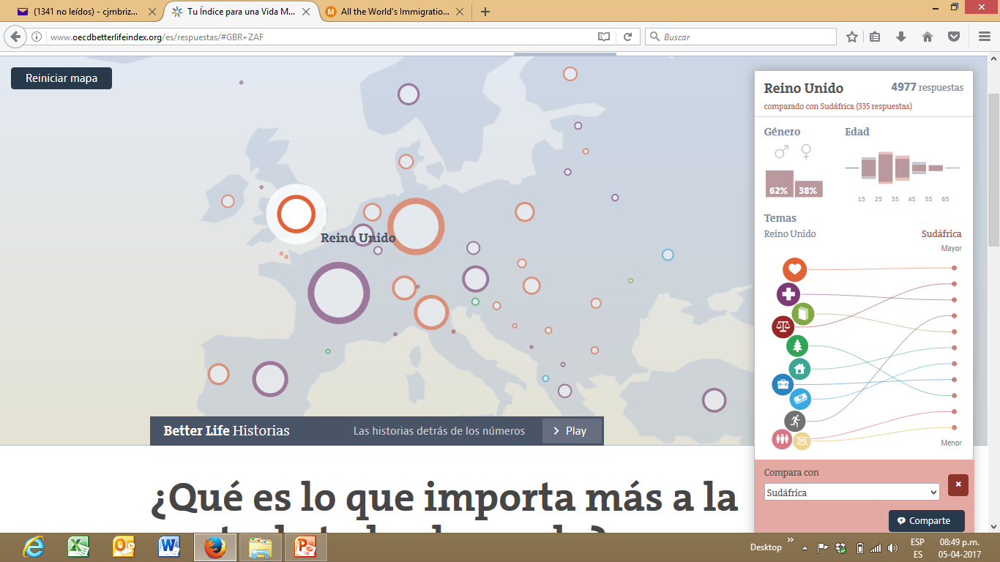 (1341 no leídos) - cjmbriz...
Tu Índice para una Vida M...
All the World's Immigratio...
www.oecdbetterlifeindex.org/es/respuestas/#GBR+ZAF
Buscar
Reiniciar mapa
Reino Unido
Reino Unido
4977 respuestas
comparado con Sudáfrica (335 respuestas)
Género
Edad
62%
38%
15 25 35 45 55 65
Temas
Reino Unido
Sudáfrica
Mayor
Menor
Compara con
Sudáfrica
Comparte
Better Life Historias
Las historias detrás de los números
Play
¿Qué es lo que importa más a la
Desktop
ESP
ES
08:49 p.m.
05-04-2017